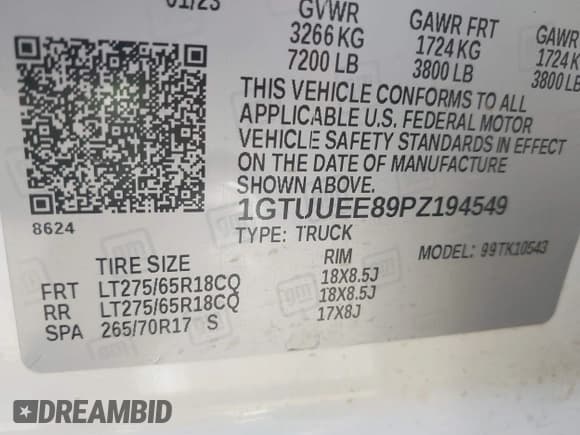 01/23
GVWR GAWR FRT GAWR
3266 KG 1724 KG 1724 K
7200 LB 3800 LB 3800 LB
THIS VEHICLE CONFORMS TO ALL
APPLICABLE U.S. FEDERAL MOTOR
VEHICLE SAFETY STANDARDS IN EFFECT
ON THE DATE OF MANUFACTURE
SHOWN ABOVE.
8624
1GTUUEE89PZ194549
TYPE: TRUCK MODEL: 99TK10543
TIRE SIZE RIM
FRT LT275/65R18CQ 18X8.5J
RR LT275/65R18CQ 18X8.5J
SPA 265/70R17 S 17X8J
gm
DREAMBID